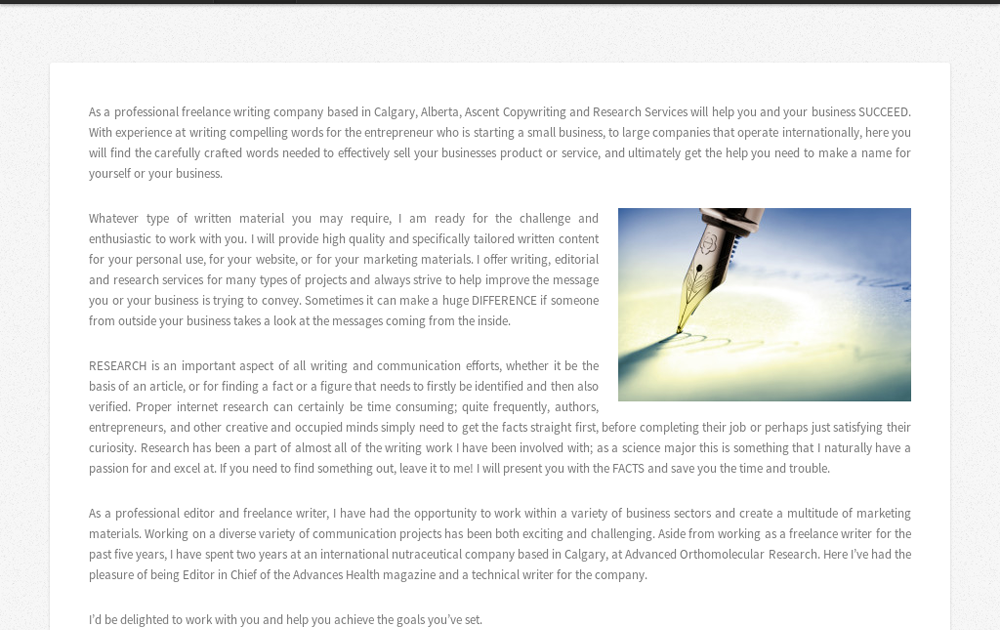 As a professional freelance writing company based in Calgary, Alberta, Ascent Copywriting and Research Services will help you and your business SUCCEED.
With experience at writing compelling words for the entrepreneur who is starting a small business, to large companies that operate internationally, here you
will find the carefully crafted words needed to effectively sell your businesses product or service, and ultimately get the help you need to make a name for
yourself or your business.
Whatever type of written material you may require, I am ready for the challenge and
enthusiastic to work with you. I will provide high quality and specifically tailored written content
for your personal use, for your website, or for your marketing materials. I offer writing, editorial
and research services for many types of projects and always strive to help improve the message
you or your business is trying to convey. Sometimes it can make a huge DIFFERENCE if someone
from outside your business takes a look at the messages coming from the inside.
RESEARCH is an important aspect of all writing and communication efforts, whether it be the
basis of an article, or for finding a fact or a figure that needs to firstly be identified and then also
verified. Proper internet research can certainly be time consuming; quite frequently, authors,
entrepreneurs, and other creative and occupied minds simply need to get the facts straight first, before completing their job or perhaps just satisfying their
curiosity. Research has been a part of almost all of the writing work I have been involved with; as a science major this is something that I naturally have a
passion for and excel at. If you need to find something out, leave it to me! I will present you with the FACTS and save you the time and trouble.
As a professional editor and freelance writer, I have had the opportunity to work within a variety of business sectors and create a multitude of marketing
materials. Working on a diverse variety of communication projects has been both exciting and challenging. Aside from working as a freelance writer for the
past five years, I have spent two years at an international nutraceutical company based in Calgary, at Advanced Orthomolecular Research. Here I've had the
pleasure of being Editor in Chief of the Advances Health magazine and a technical writer for the company.
I'd be delighted to work with you and help you achieve the goals you've set.